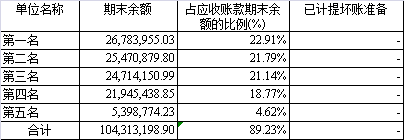 单位名称 期末余额 占应收账款期末余额的比例(%) 已计提坏账准备
第一名 26,783,955.03 22.91% -
第二名 25,470,879.80 21.79% -
第三名 24,714,150.99 21.14% -
第四名 21,945,438.85 18.77% -
第五名 5,398,774.23 4.62% -
合计 104,313,198.90 89.23% -